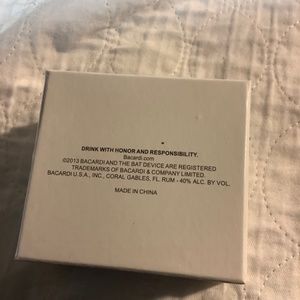 DRINK WITH HONOR AND RESPONSIBILITY.
Bacardi.com
©2013 BACARDI AND THE BAT DEVICE ARE REGISTERED
TRADEMARKS OF BACARDI & COMPANY LIMITED.
BACARDI U.S.A., INC., CORAL GABLES, FL. RUM - 40% ALC. BY VOL.
MADE IN CHINA